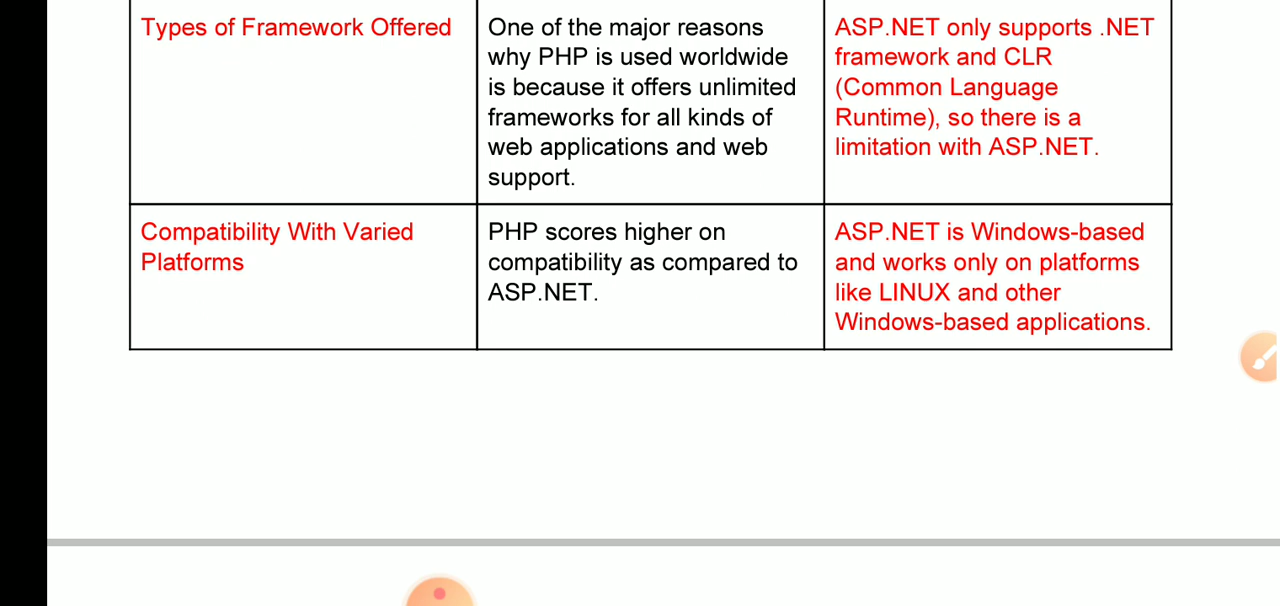 Types of Framework Offered
One of the major reasons
why PHP is used worldwide
is because it offers unlimited
frameworks for all kinds of
web applications and web
support.
ASP.NET only supports .NET
framework and CLR
(Common Language
Runtime), so there is a
limitation with ASP.NET.
Compatibility With Varied
Platforms
PHP scores higher on
compatibility as compared to
ASP.NET.
ASP.NET is Windows-based
and works only on platforms
like LINUX and other
Windows-based applications.